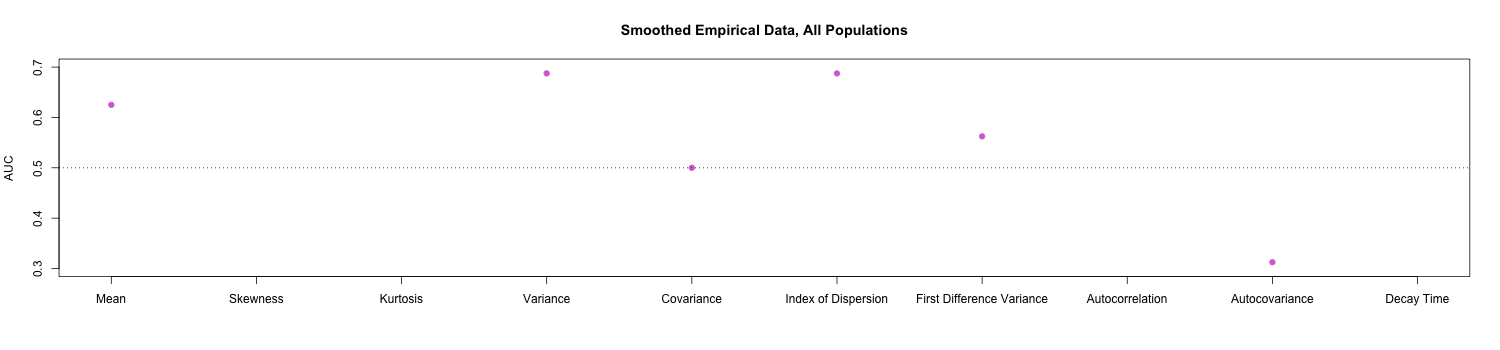 Smoothed Empirical Data, All Populations
AUC
0.7
0.6
0.5
0.4
0.3
Mean Skewness Kurtosis Variance Covariance Index of Dispersion First Difference Variance Autocorrelation Autocovariance Decay Time